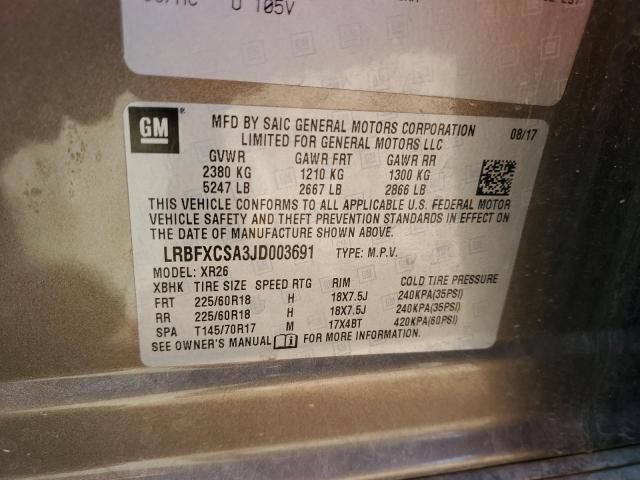 U 105V
GM
MFD BY SAIC GENERAL MOTORS CORPORATION 08/17
LIMITED FOR GENERAL MOTORS LLC
GVWR GAWR FRT GAWR RR
2380 KG 1210 KG 1300 KG
5247 LB 2667 LB 2866 LB
THIS VEHICLE CONFORMS TO ALL APPLICABLE U.S. FEDERAL MOTOR
VEHICLE SAFETY AND THEFT PREVENTION STANDARDS IN EFFECT ON
THE DATE OF MANUFACTURE SHOWN ABOVE.
LRBFXCSA3JD003691 TYPE: M.P.V.
MODEL: XR26
XBHK TIRE SIZE SPEED RTG RIM COLD TIRE PRESSURE
FRT 225/60R18 H 18X7.5J 240KPA(35PSI)
RR 225/60R18 H 18X7.5J 240KPA(35PSI)
SPA T145/70R17 M 17X4BT 420KPA(60PSI)
SEE OWNER'S MANUAL FOR MORE INFORMATION